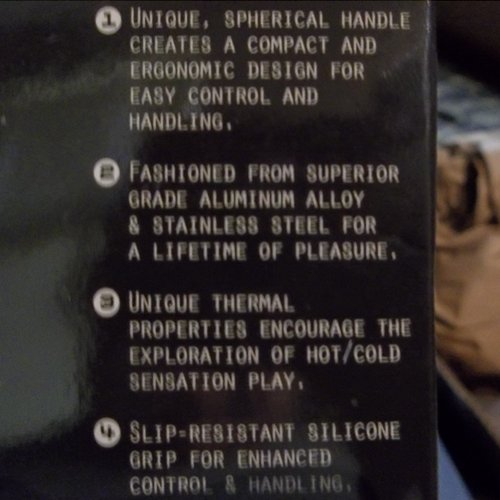 1 UNIQUE, SPHERICAL HANDLE
CREATES A COMPACT AND
ERGONOMIC DESIGN FOR
EASY CONTROL AND
HANDLING.
2 FASHIONED FROM SUPERIOR
GRADE ALUMINUM ALLOY
& STAINLESS STEEL FOR
A LIFETIME OF PLEASURE.
3 UNIQUE THERMAL
PROPERTIES ENCOURAGE THE
EXPLORATION OF HOT/COLD
SENSATION PLAY.
4 SLIP-RESISTANT SILICONE
GRIP FOR ENHANCED
CONTROL & HANDLING.